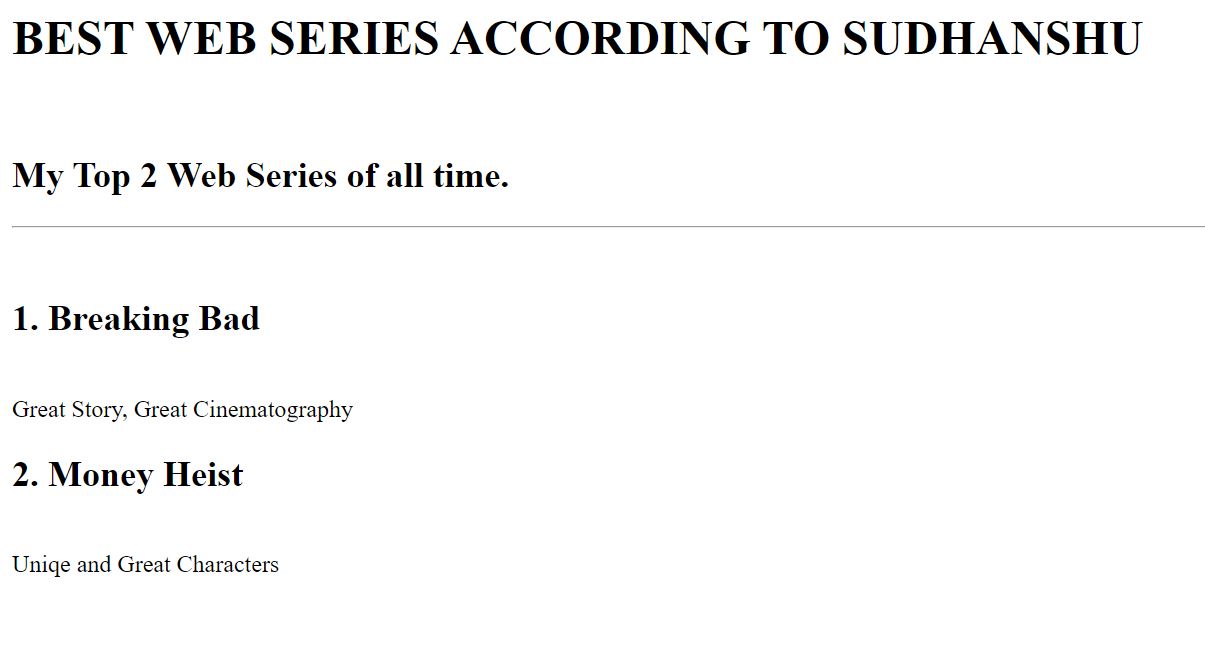 BEST WEB SERIES ACCORDING TO SUDHANSHU
My Top 2 Web Series of all time.
1. Breaking Bad
Great Story, Great Cinematography
2. Money Heist
Uniqe and Great Characters